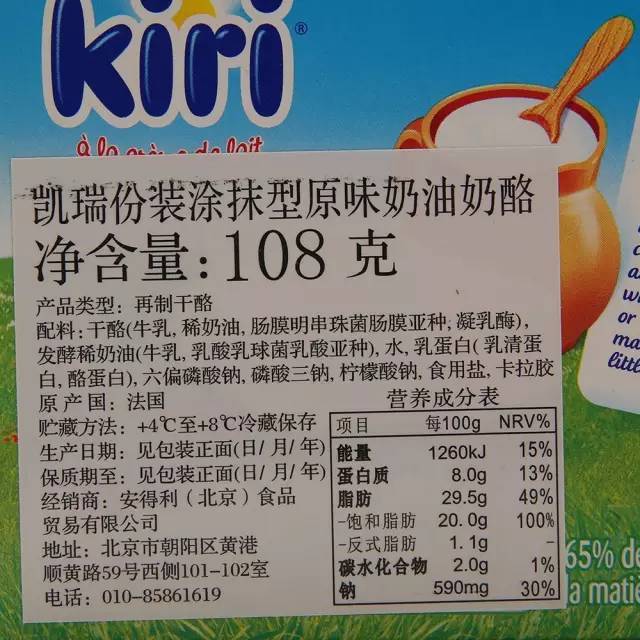 kiri®
À la crème de lait
凯瑞份装涂抹型原味奶油奶酪
净含量:108 克
产品类型: 再制干酪
配料:干酪(牛乳, 稀奶油, 肠膜明串珠菌肠膜亚种, 凝乳酶),
发酵稀奶油(牛乳, 乳酸乳球菌乳酸亚种), 水, 乳蛋白( 乳清蛋
白, 酪蛋白), 六偏磷酸钠, 磷酸三钠, 柠檬酸钠, 食用盐, 卡拉胶
原 产 国: 法国
贮藏方法: +4℃至+8℃冷藏保存
生产日期: 见包装正面(日/ 月/ 年)
保质期至: 见包装正面(日/ 月/ 年)
经销商: 安得利（北京）食品
贸易有限公司
地址: 北京市朝阳区黄港
顺黄路59号西侧101-102室
电话: 010-85861619
营养成分表
项目 每100g NRV%
能量 1260kJ 15%
蛋白质 8.0g 13%
脂肪 29.5g 49%
-饱和脂肪 20.0g 100%
-反式脂肪 1.1g -
碳水化合物 2.0g 1%
钠 590mg 30%
or
ma
littl
65% de
la matiè